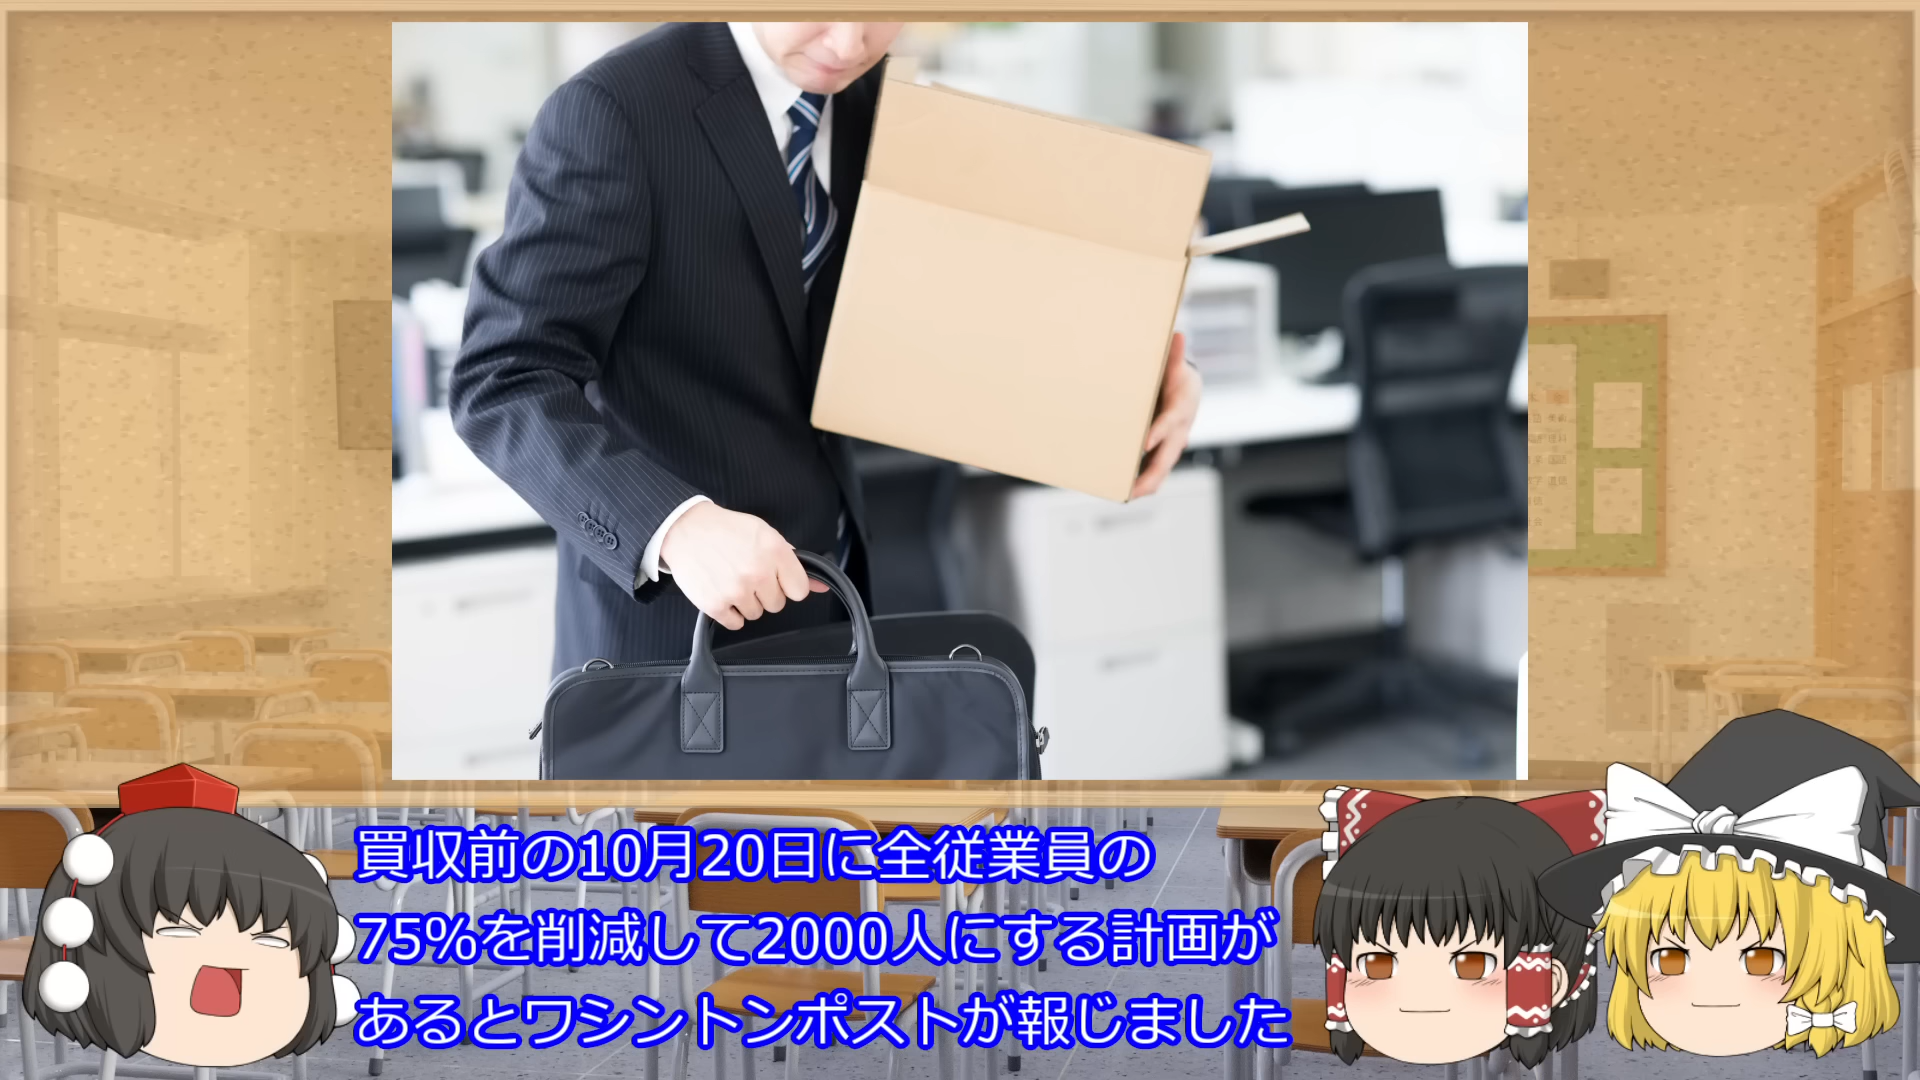 買収前の10月20日に全従業員の
75%を削減して2000人にする計画が
あるとワシントンポストが報じました